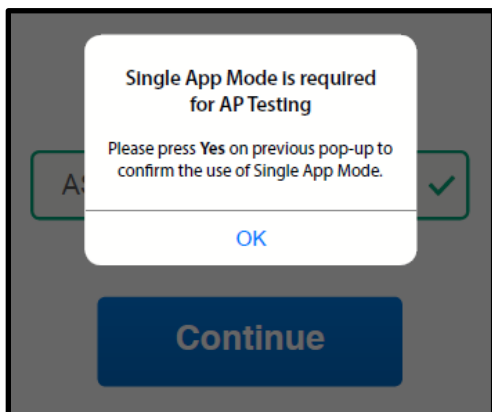 Single App Mode is required
for AP Testing
Please press Yes on previous pop-up to
confirm the use of Single App Mode.
OK
Continue